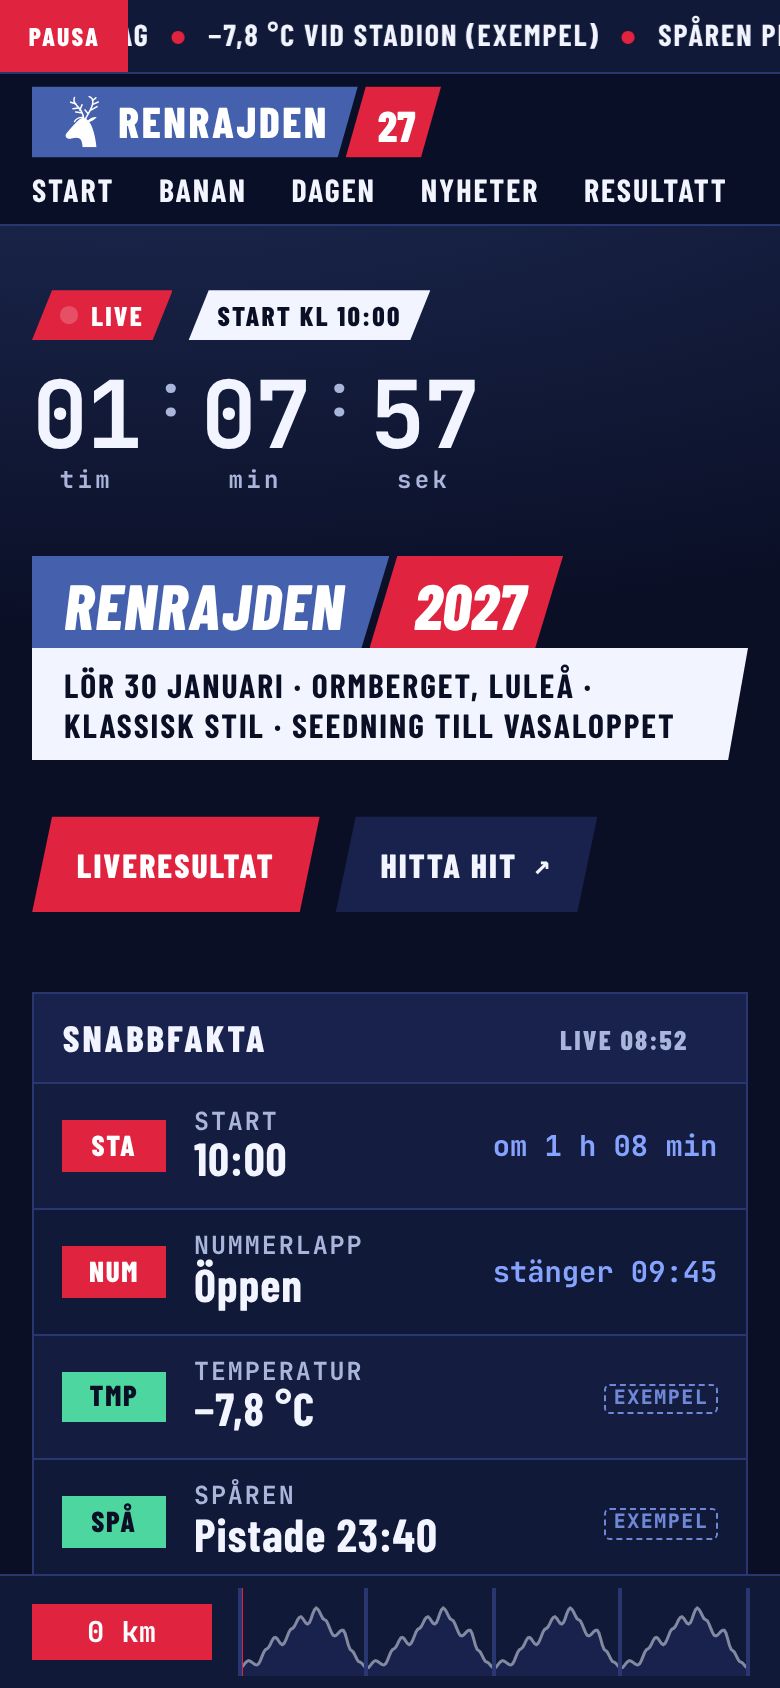 PAUSA
−7,8 °C VID STADION (EXEMPEL)
SPÅREN
RENRAJDEN 27
START BANAN DAGEN NYHETER RESULTATT
LIVE
START KL 10:00
01 : 07 : 57
tim min sek
RENRAJDEN 2027
LÖR 30 JANUARI · ORMBERGET, LULEÅ ·
KLASSISK STIL · SEEDNING TILL VASALOPPET
LIVERESULTAT
HITTA HIT ↗
SNABBFAKTA
LIVE 08:52
STA
START
10:00
om 1 h 08 min
NUM
NUMMERLAPP
Öppen
stänger 09:45
TMP
TEMPERATUR
−7,8 °C
EXEMPEL
SPÅ
SPÅREN
Pistade 23:40
EXEMPEL
0 km